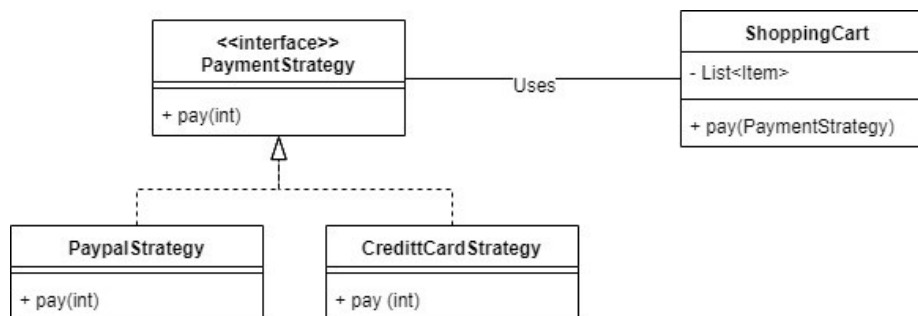 <<interface>>
PaymentStrategy
+ pay(int)
Uses
ShoppingCart
- List<Item>
+ pay(PaymentStrategy)
PaypalStrategy
+ pay(int)
CredittCardStrategy
+ pay (int)